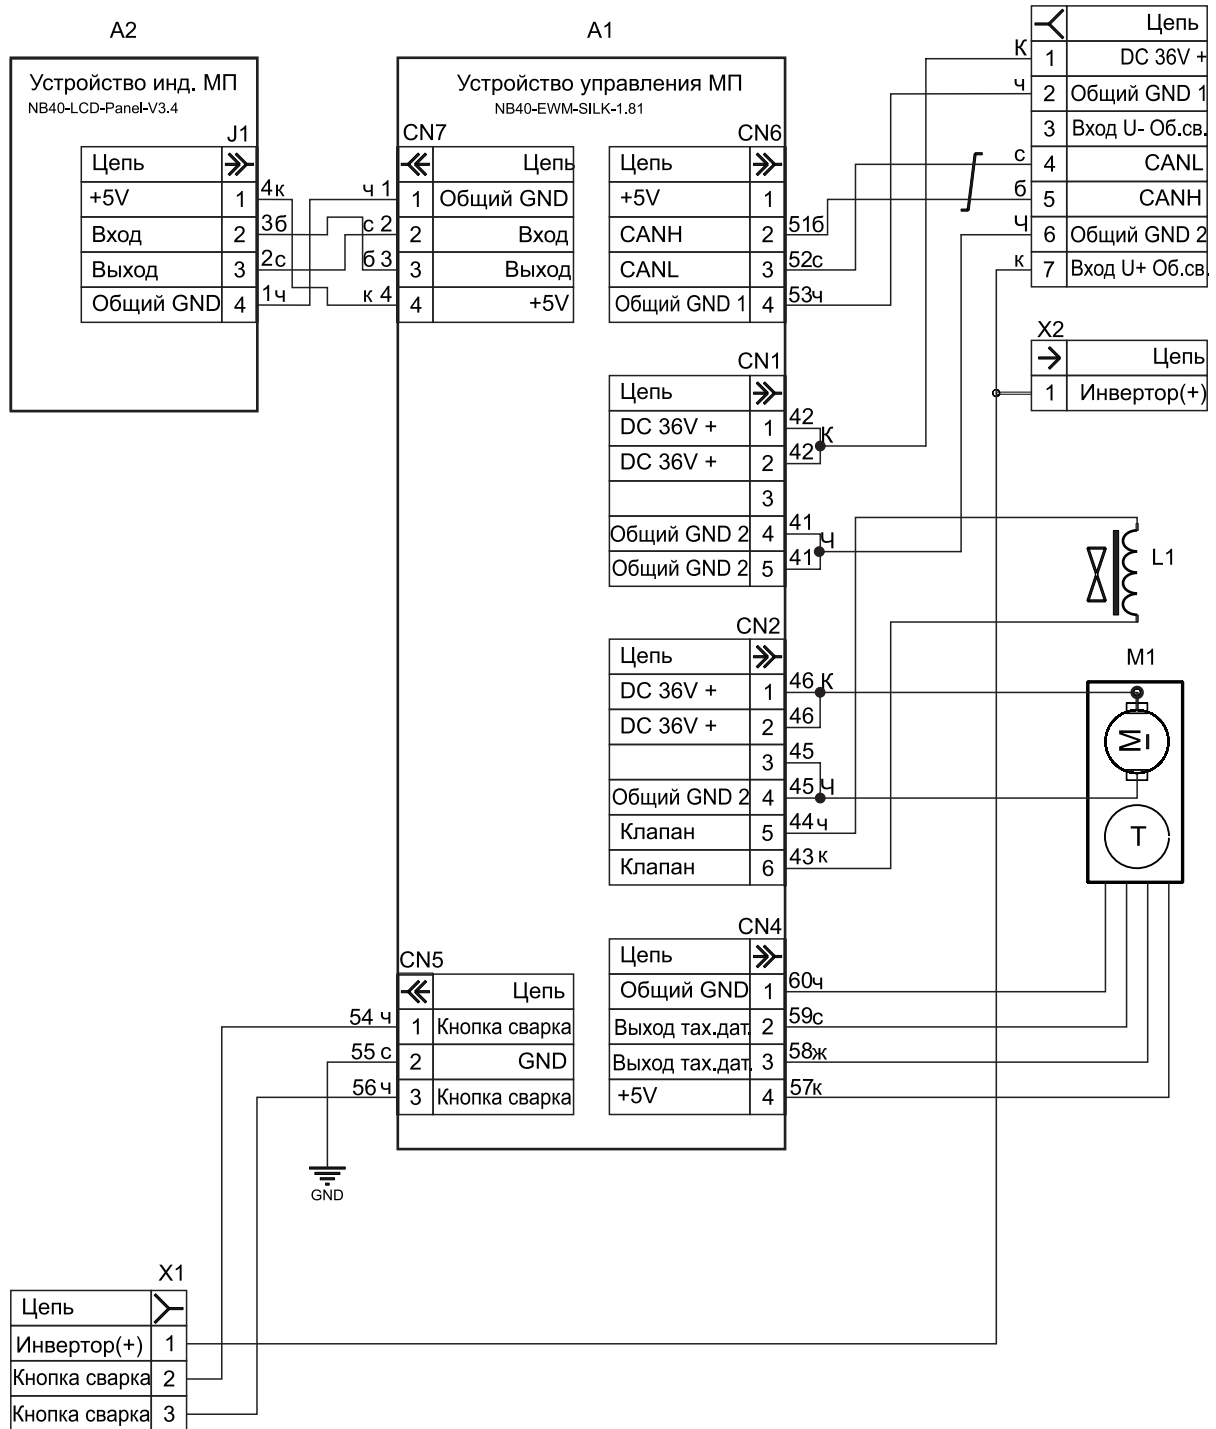 A2
Устройство инд. МП
NB40-LCD-Panel-V3.4
J1
Цепь
+5V 1 4к
Вход 2 3б
Выход 3 2с
Общий GND 4 1ч
A1
Устройство управления МП
NB40-EWM-SILK-1.81
CN7
Цепь
ч 1 1 Общий GND
с 2 2 Вход
б 3 3 Выход
к 4 4 +5V
CN6
Цепь
+5V 1
CANH 2 51б
CANL 3 52с
Общий GND 1 4 53ч
CN1
Цепь
DC 36V + 1 42
К
DC 36V + 2 42
3
Общий GND 2 4 41
Ч
Общий GND 2 5 41
CN2
Цепь
DC 36V + 1 46 К
DC 36V + 2 46
3 45
Общий GND 2 4 45 Ч
Клапан 5 44ч
Клапан 6 43 к
CN4
Цепь
Общий GND 1 60ч
Выход тах.дат. 2 59с
Выход тах.дат. 3 58ж
+5V 4 57к
CN5
Цепь
54 ч 1 Кнопка сварка
55 с 2 GND
56 ч 3 Кнопка сварка
GND
Цепь
К 1 DC 36V +
ч 2 Общий GND 1
3 Вход U- Об.св.
с 4 CANL
б 5 CANH
Ч 6 Общий GND 2
к 7 Вход U+ Об.св.
X2
Цепь
1 Инвертор(+)
L1
M1
M
T
X1
Цепь
Инвертор(+) 1
Кнопка сварка 2
Кнопка сварка 3